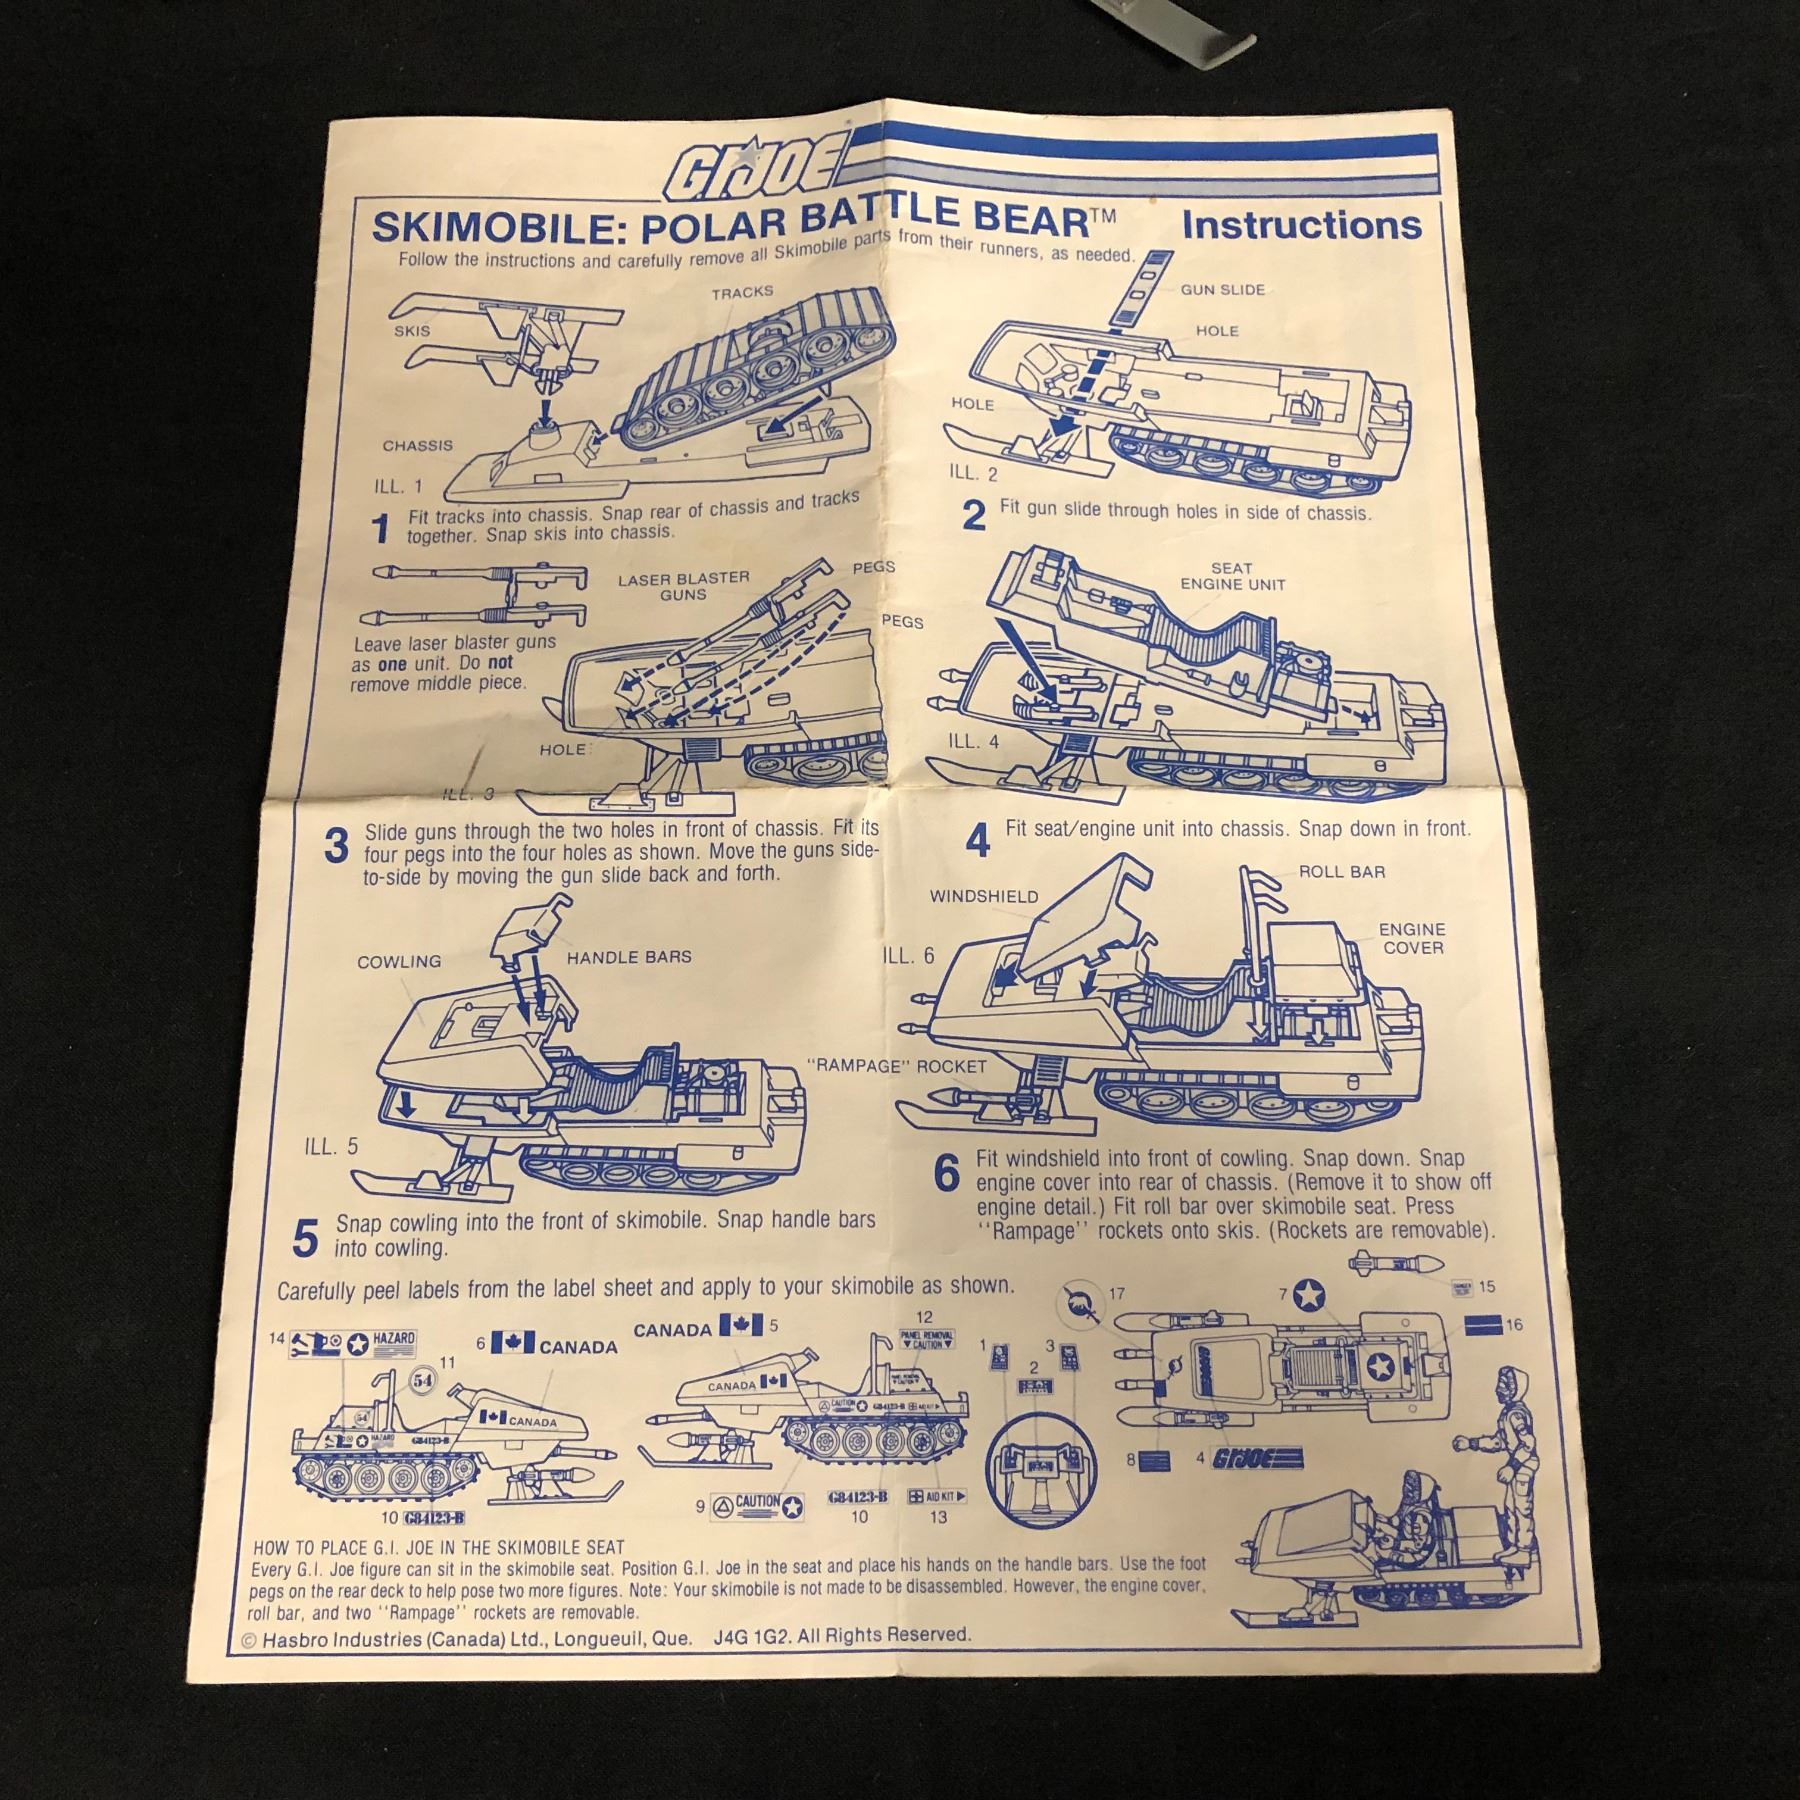 G.I. JOE
SKIMOBILE: POLAR BATTLE BEAR™ Instructions
Follow the instructions and carefully remove all Skimobile parts from their runners, as needed.
SKIS
TRACKS
CHASSIS
ILL. 1
1 Fit tracks into chassis. Snap rear of chassis and tracks
together. Snap skis into chassis.
GUN SLIDE
HOLE
HOLE
ILL. 2
2 Fit gun slide through holes in side of chassis.
LASER BLASTER
GUNS
PEGS
PEGS
Leave laser blaster guns
as one unit. Do not
remove middle piece.
HOLE
ILL. 3
3 Slide guns through the two holes in front of chassis. Fit its
four pegs into the four holes as shown. Move the guns side-
to-side by moving the gun slide back and forth.
SEAT
ENGINE UNIT
ILL. 4
4 Fit seat/engine unit into chassis. Snap down in front.
COWLING
HANDLE BARS
ILL. 5
5 Snap cowling into the front of skimobile. Snap handle bars
into cowling.
WINDSHIELD
ROLL BAR
ENGINE
COVER
ILL. 6
"RAMPAGE" ROCKET
6 Fit windshield into front of cowling. Snap down. Snap
engine cover into rear of chassis. (Remove it to show off
engine detail.) Fit roll bar over skimobile seat. Press
"Rampage" rockets onto skis. (Rockets are removable).
Carefully peel labels from the label sheet and apply to your skimobile as shown.
14 HAZARD
6 CANADA
11
54
54
HAZARD
G84123-B
CANADA
10 G84123-B
CANADA 5
12
PANEL REMOVAL
CAUTION
CANADA
CAUTION
G84123-B
AID KIT
9 CAUTION
G84123-B
10
AID KIT
13
1
2
3
17
7
15
16
G.I. JOE
8
4 G.I. JOE
HOW TO PLACE G.I. JOE IN THE SKIMOBILE SEAT
Every G.I. Joe figure can sit in the skimobile seat. Position G.I. Joe in the seat and place his hands on the handle bars. Use the foot
pegs on the rear deck to help pose two more figures. Note: Your skimobile is not made to be disassembled. However, the engine cover,
roll bar, and two "Rampage" rockets are removable.
© Hasbro Industries (Canada) Ltd., Longueuil, Que. J4G 1G2. All Rights Reserved.